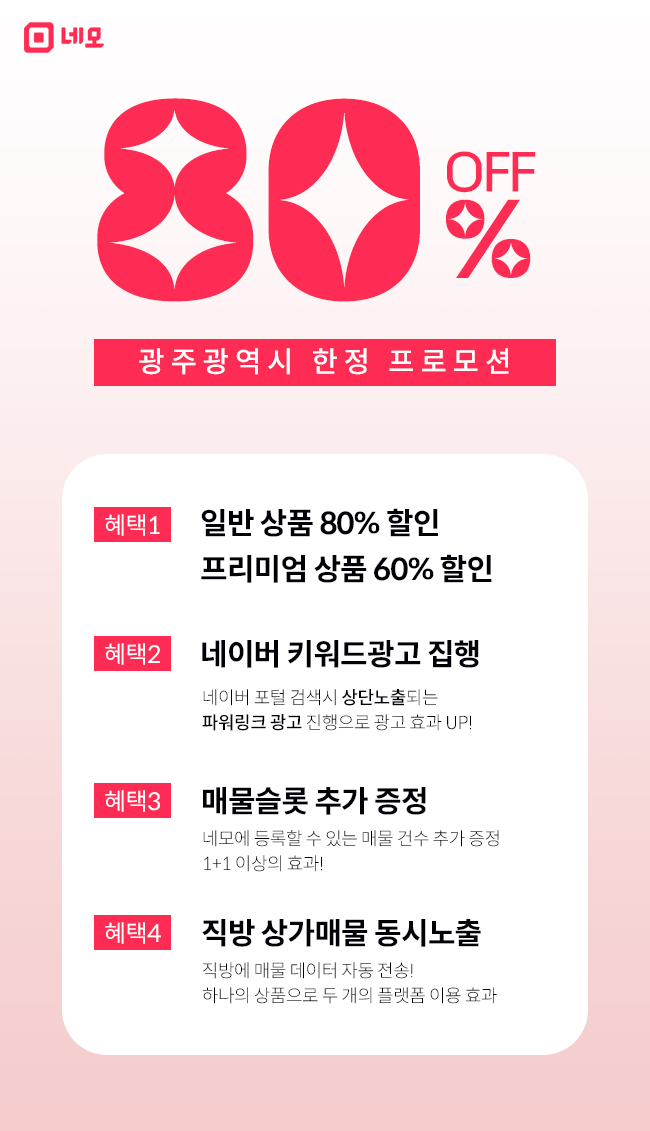 네모
80% OFF
광주광역시 한정 프로모션
혜택1
일반 상품 80% 할인
프리미엄 상품 60% 할인
혜택2
네이버 키워드광고 집행
네이버 포털 검색시 상단노출되는
파워링크 광고 진행으로 광고 효과 UP!
혜택3
매물슬롯 추가 증정
네모에 등록할 수 있는 매물 건수 추가 증정
1+1 이상의 효과!
혜택4
직방 상가매물 동시노출
직방에 매물 데이터 자동 전송!
하나의 상품으로 두 개의 플랫폼 이용 효과